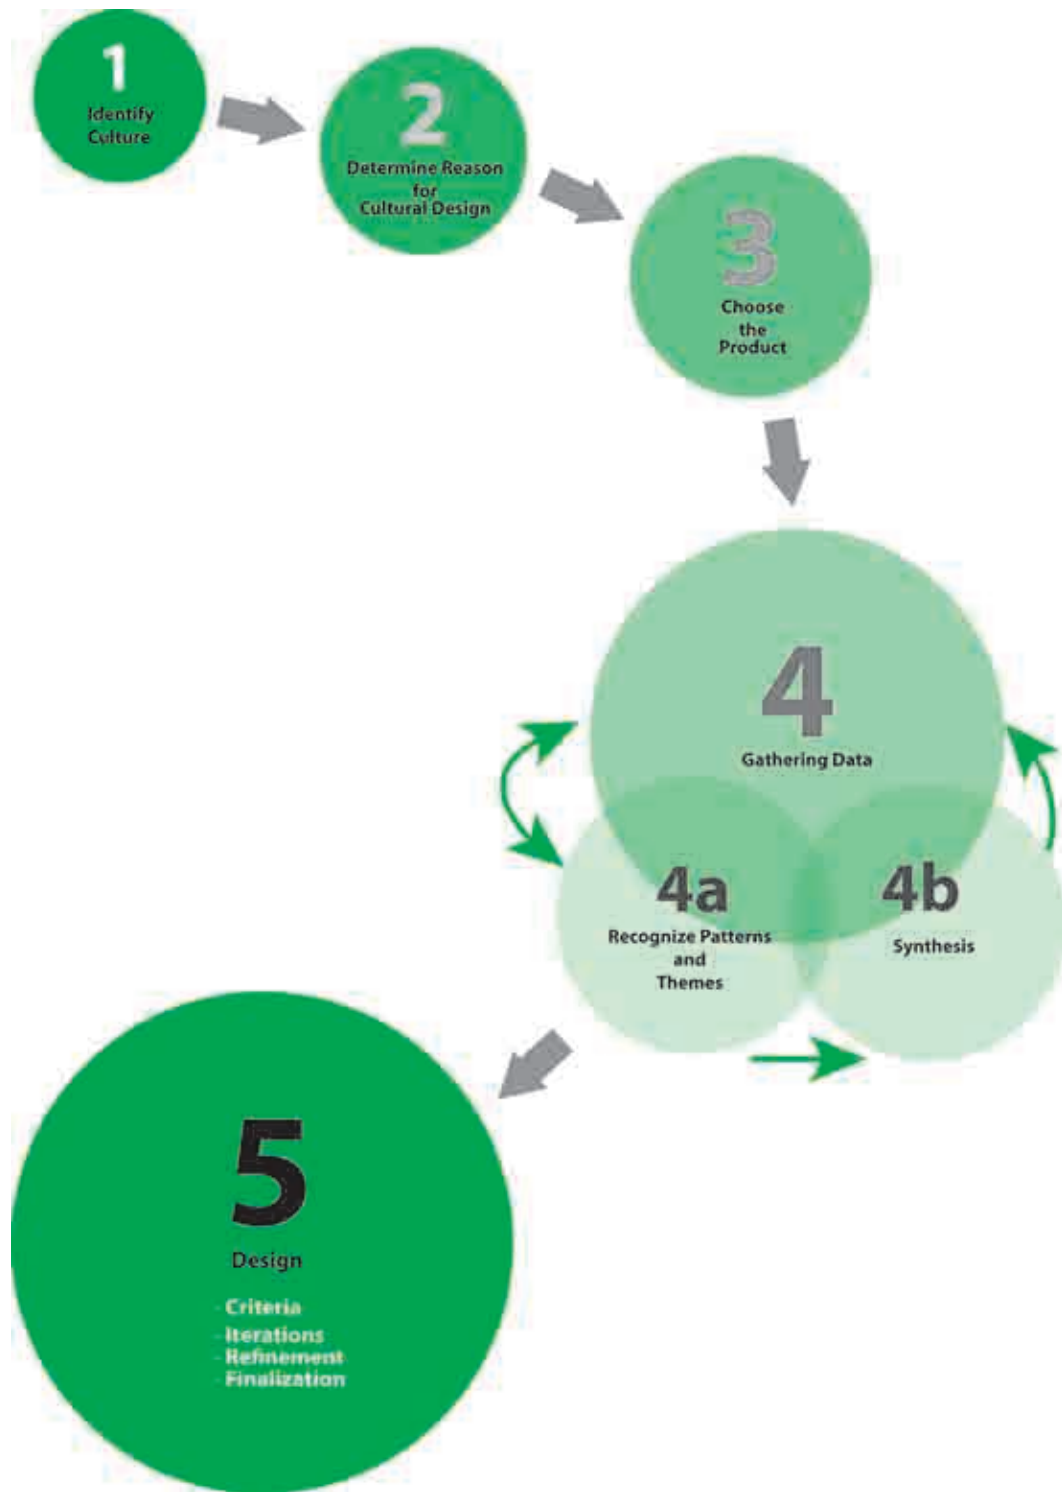 1
Identify
Culture
2
Determine Reason
for
Cultural Design
3
Choose
the
Product
4
Gathering Data
4a
Recognize Patterns
and
Themes
4b
Synthesis
5
Design
- Criteria
- Iterations
- Refinement
- Finalization